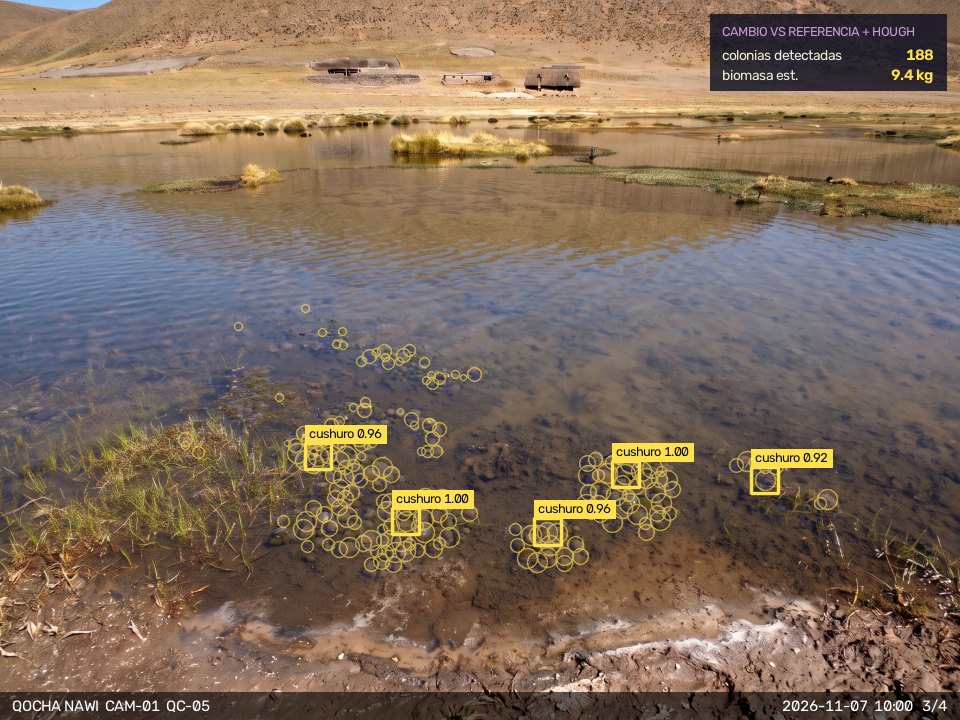 CAMBIO VS REFERENCIA + HOUGH
colonias detectadas 188
biomasa est. 9.4 kg
cushuro 0.96
cushuro 1.00
cushuro 0.92
cushuro 1.00
cushuro 0.96
QOCHA NAWI CAM-01 QC-05 2026-11-07 10:00 3/4